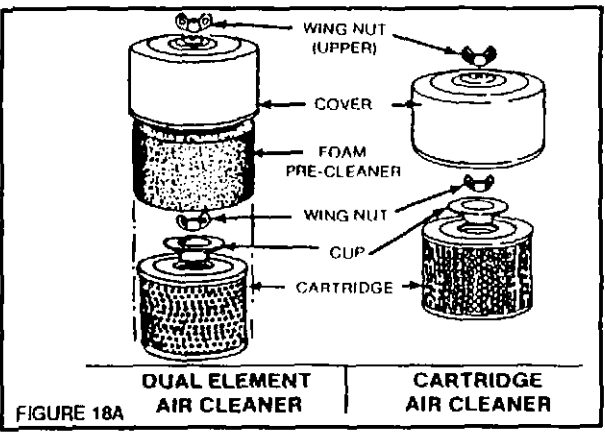 WING NUT
(UPPER)
COVER
FOAM
PRE-CLEANER
WING NUT
CUP
CARTRIDGE
DUAL ELEMENT
AIR CLEANER
CARTRIDGE
AIR CLEANER
FIGURE 18A